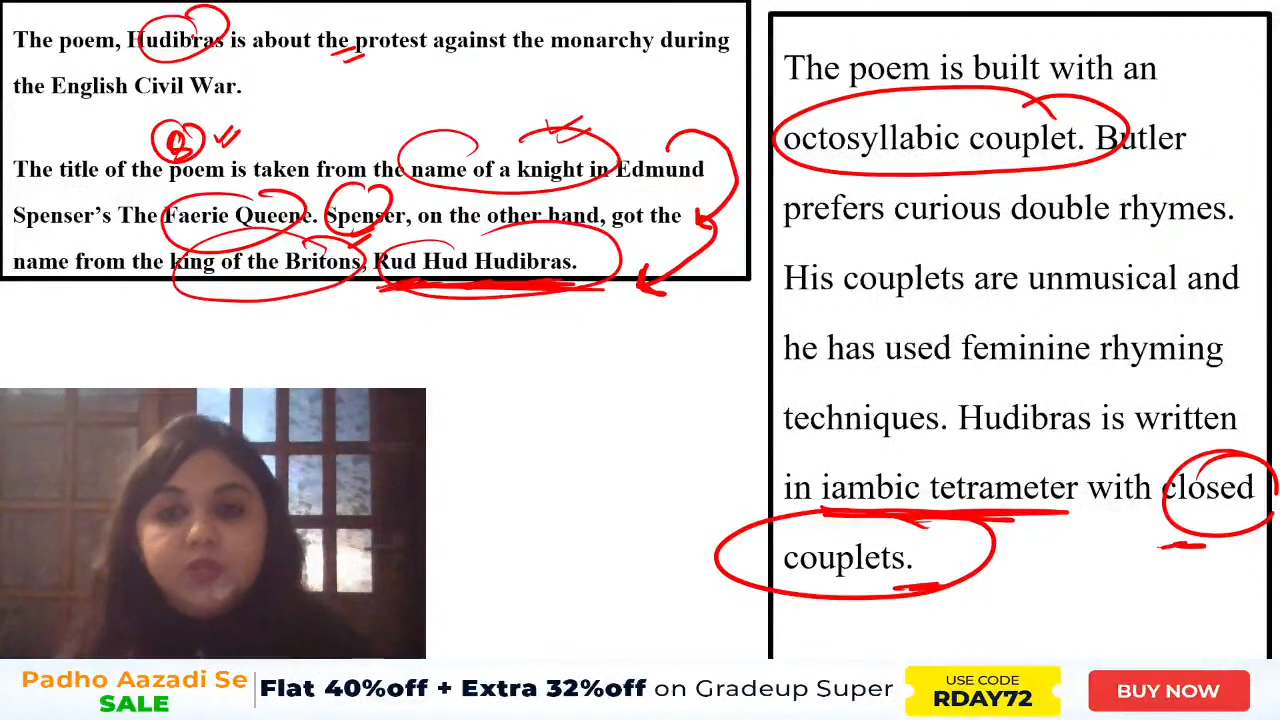 The poem, Hudibras is about the protest against the monarchy during
the English Civil War.
The title of the poem is taken from the name of a knight in Edmund
Spenser's The Faerie Queene. Spenser, on the other hand, got the
name from the king of the Britons, Rud Hud Hudibras.
The poem is built with an
octosyllabic couplet. Butler
prefers curious double rhymes.
His couplets are unmusical and
he has used feminine rhyming
techniques. Hudibras is written
in iambic tetrameter with closed
couplets.
Padho Aazadi Se
SALE
Flat 40%off + Extra 32%off on Gradeup Super
USE CODE
RDAY72
BUY NOW